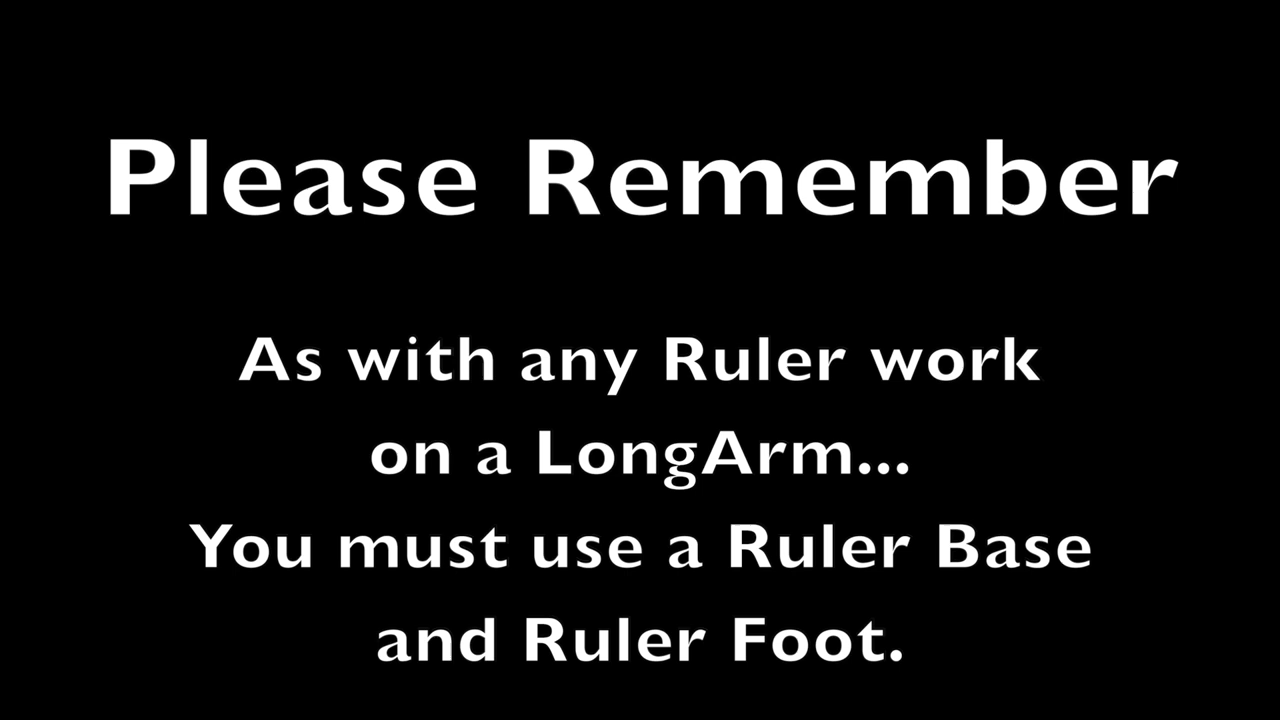 Please Remember
As with any Ruler work
on a LongArm...
You must use a Ruler Base
and Ruler Foot.